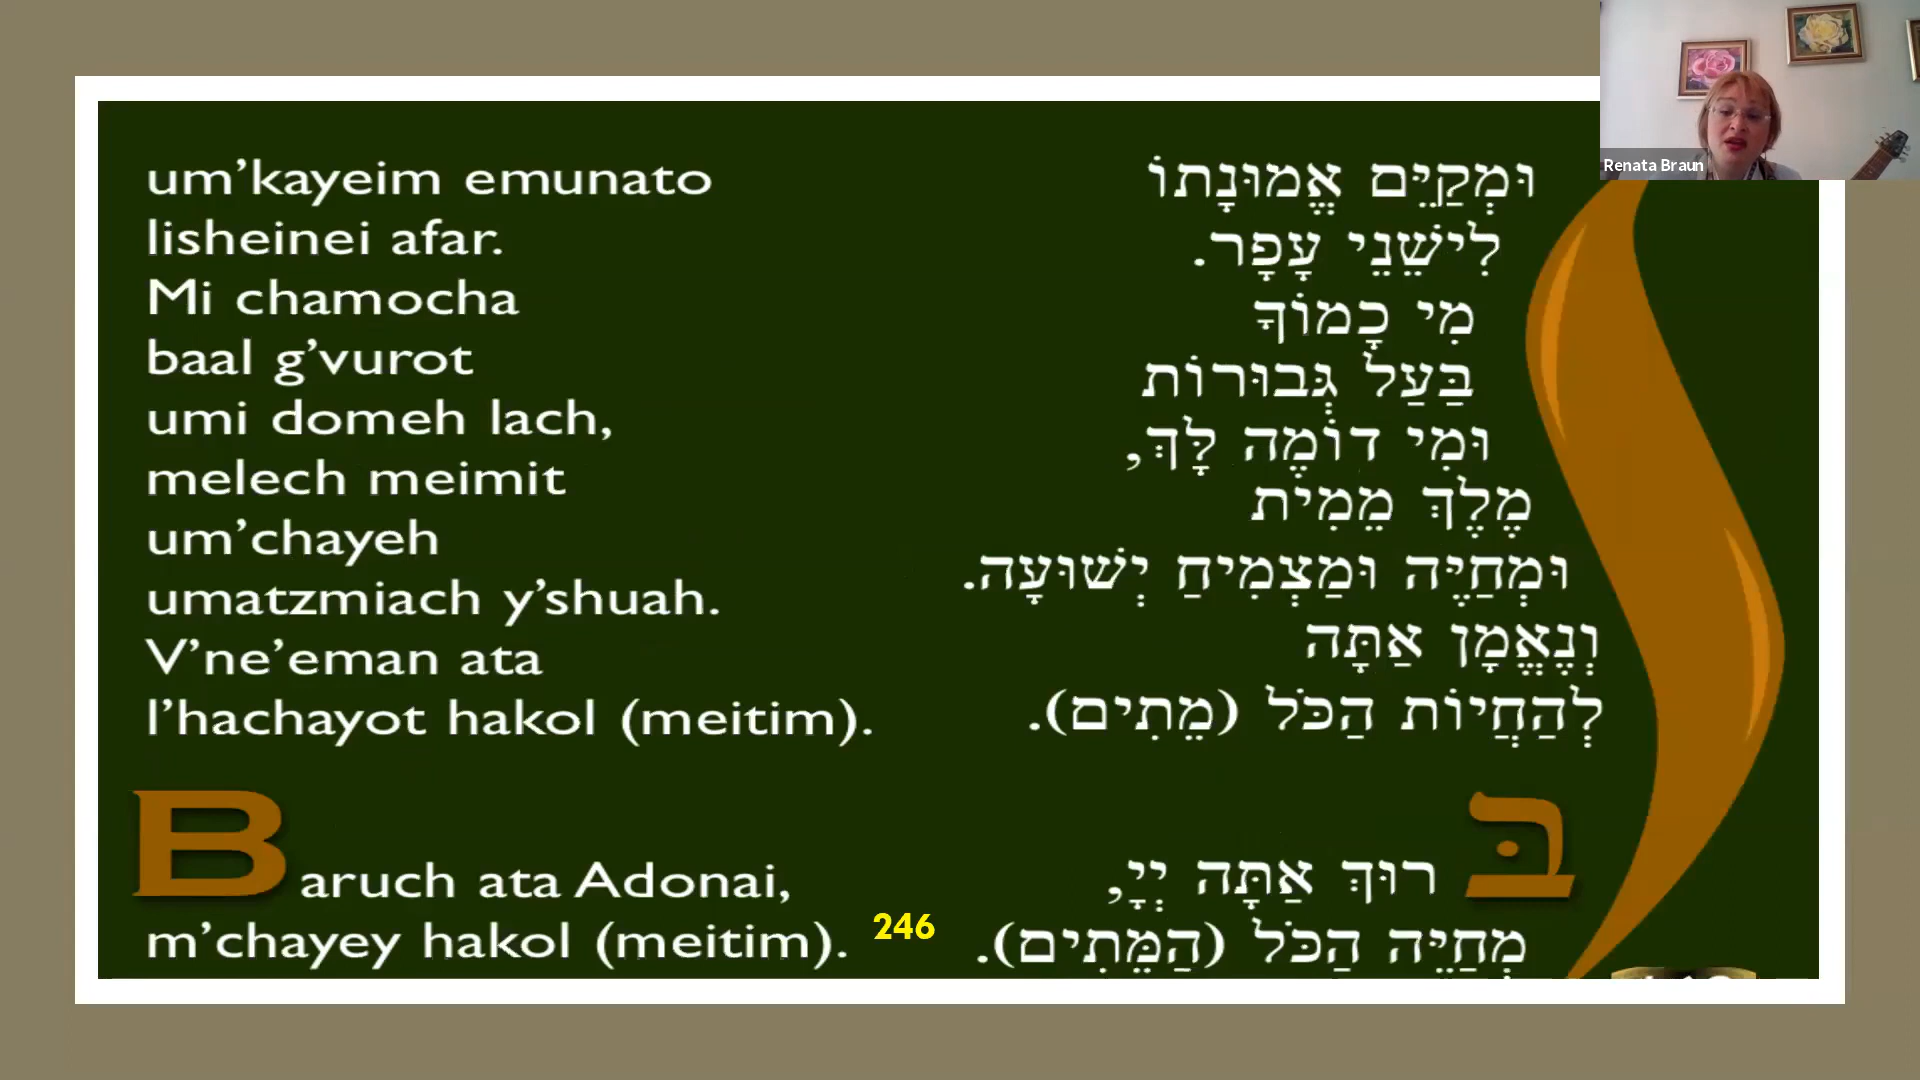 Renata Braun
um’kayeim emunato
lisheinei afar.
Mi chamocha
baal g’vurot
umi domeh lach,
melech meimit
um’chayeh
umatzmiach y’shuah.
V’ne’eman ata
l’hachayot hakol (meitim).
Baruch ata Adonai,
m’chayey hakol (meitim).
וּמְקַיֵּם אֱמוּנָתוֹ
לִישֵׁנֵי עָפָר.
מִי כָמוֹךָ
בַּעַל גְּבוּרוֹת
וּמִי דוֹמֶה לָּךְ,
מֶלֶךְ מֵמִית
וּמְחַיֶּה וּמַצְמִיחַ יְשׁוּעָה.
וְנֶאֱמָן אַתָּה
לְהַחֲיוֹת הַכֹּל (מֵתִים).
בָּרוּךְ אַתָּה יְיָ,
מְחַיֵּה הַכֹּל (הַמֵּתִים).
246